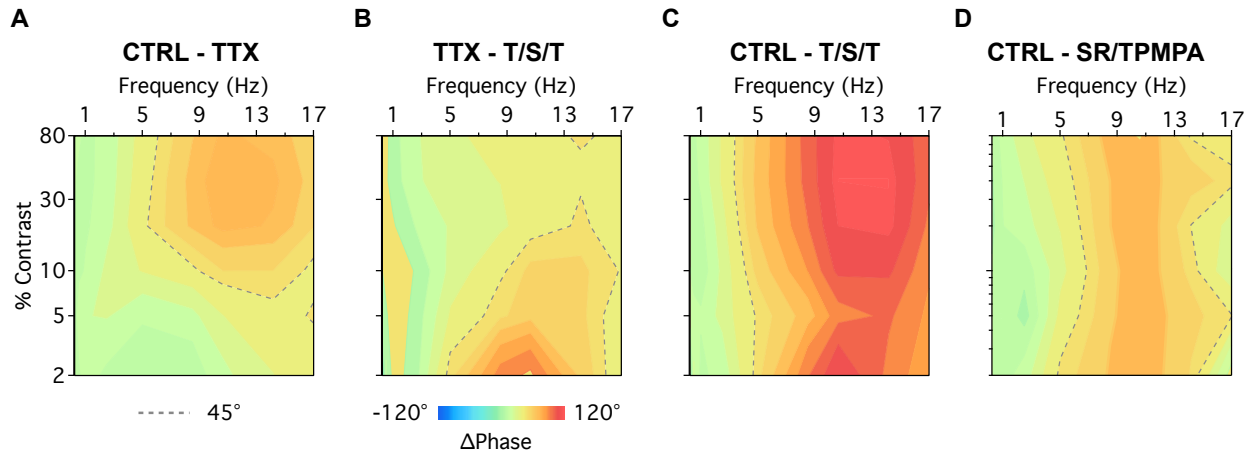 A B C D
CTRL - TTX TTX - T/S/T CTRL - T/S/T CTRL - SR/TPMPA
Frequency (Hz) Frequency (Hz) Frequency (Hz) Frequency (Hz)
1 5 9 13 17 1 5 9 13 17 1 5 9 13 17 1 5 9 13 17
80
30
% Contrast
10
5
2
45° -120° 120°
ΔPhase